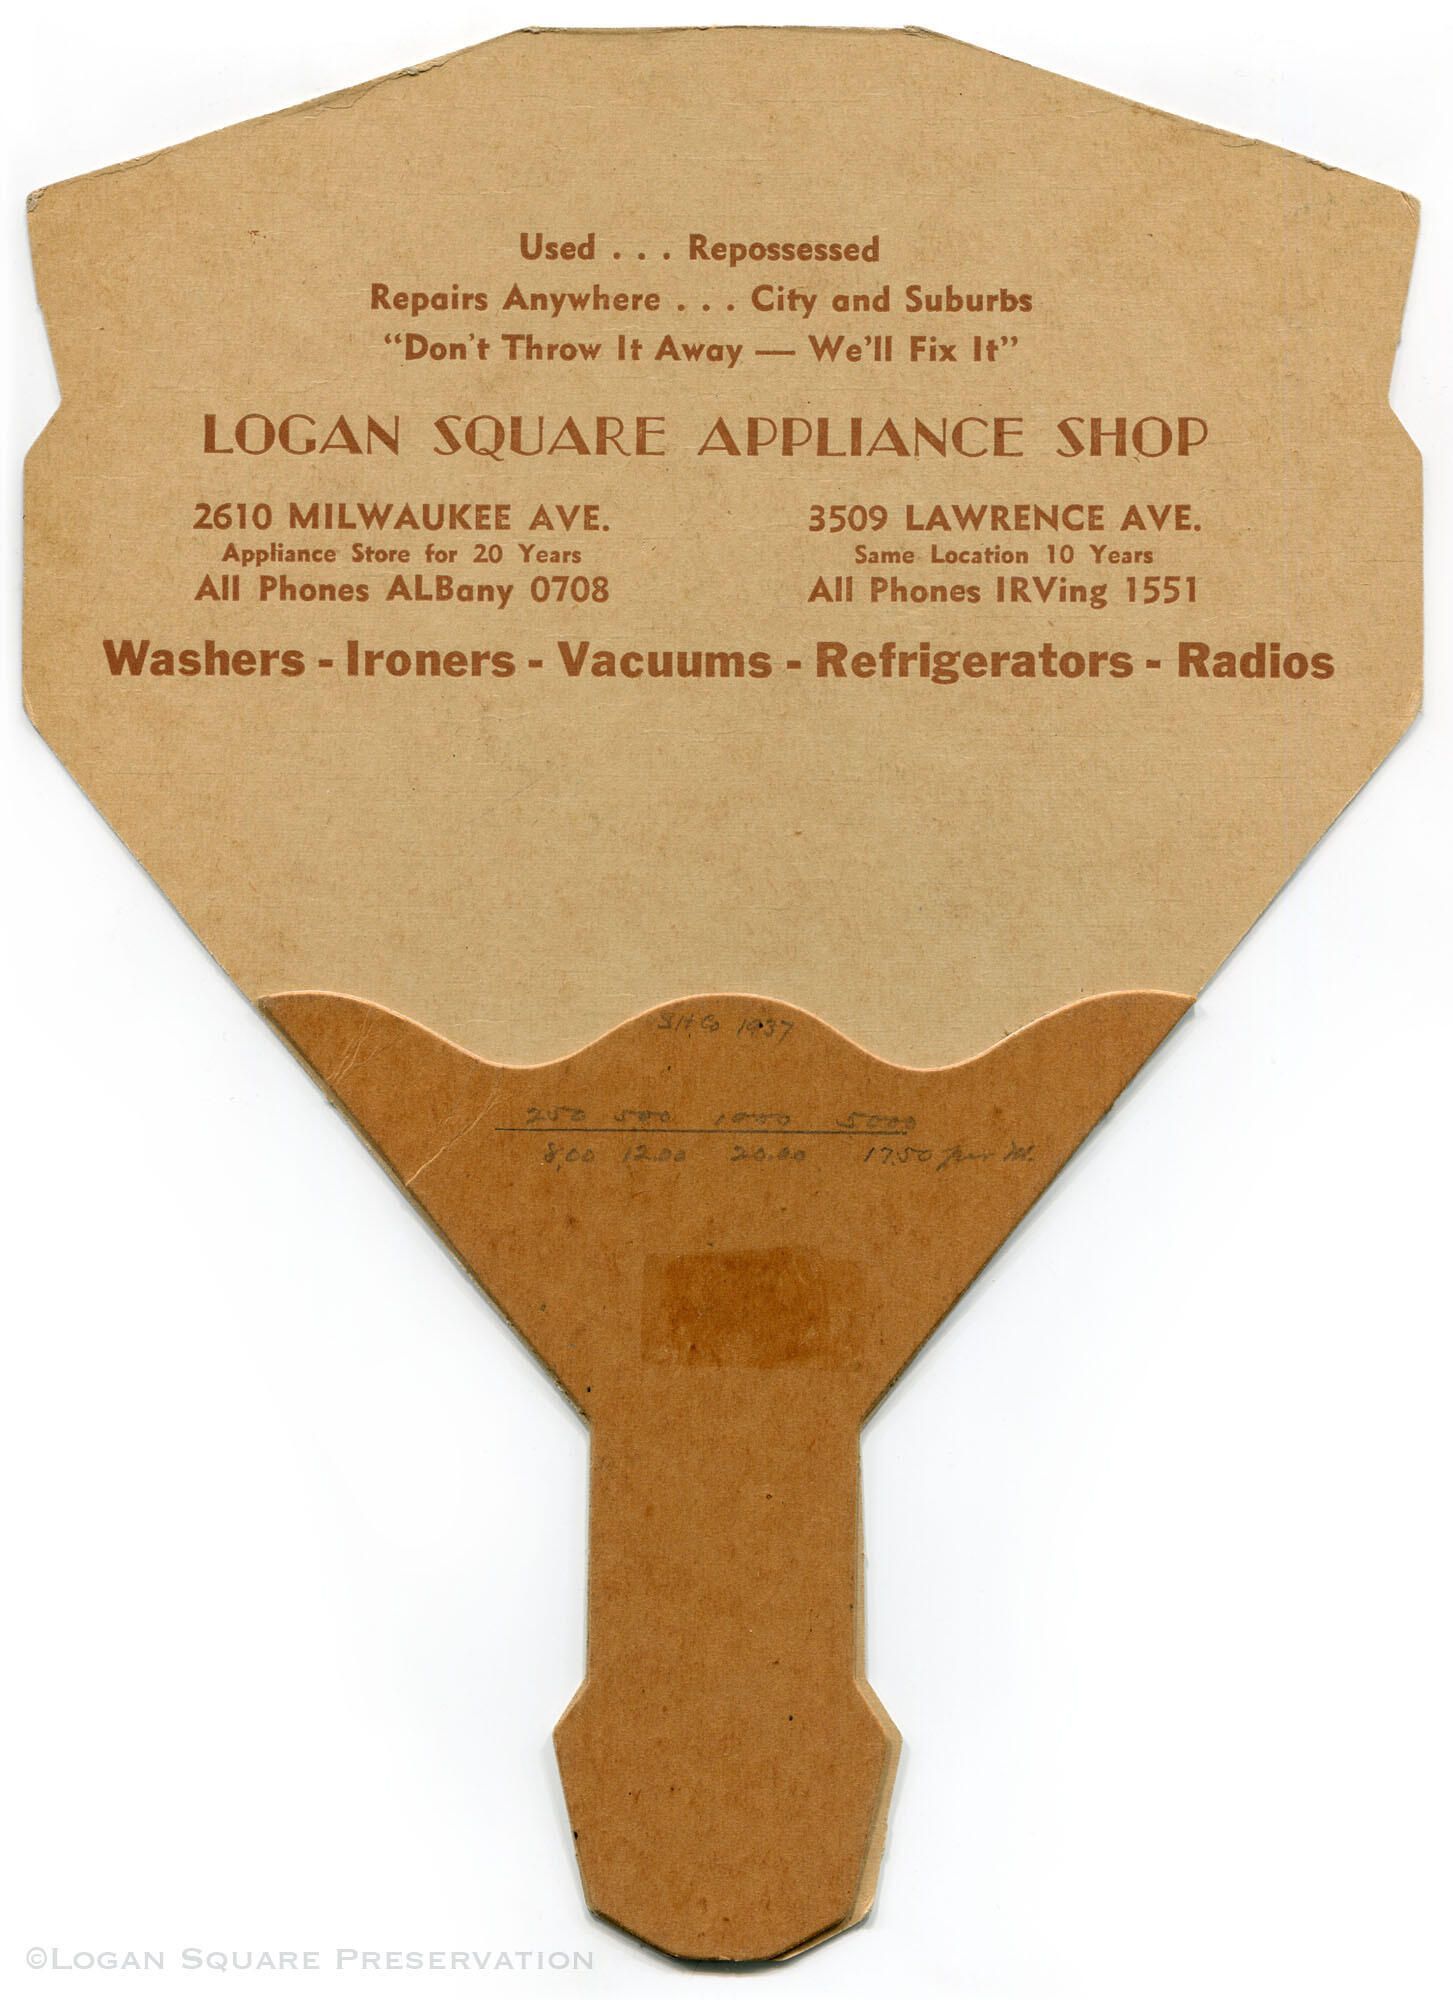 Used . . . Repossessed
Repairs Anywhere . . . City and Suburbs
“Don't Throw It Away — We'll Fix It”
LOGAN SQUARE APPLIANCE SHOP
2610 MILWAUKEE AVE.
Appliance Store for 20 Years
All Phones ALBany 0708
3509 LAWRENCE AVE.
Same Location 10 Years
All Phones IRVing 1551
Washers - Ironers - Vacuums - Refrigerators - Radios
1937
250 500 1000 5000
8.00 12.00 20.00 17.50 per M.
©LOGAN SQUARE PRESERVATION